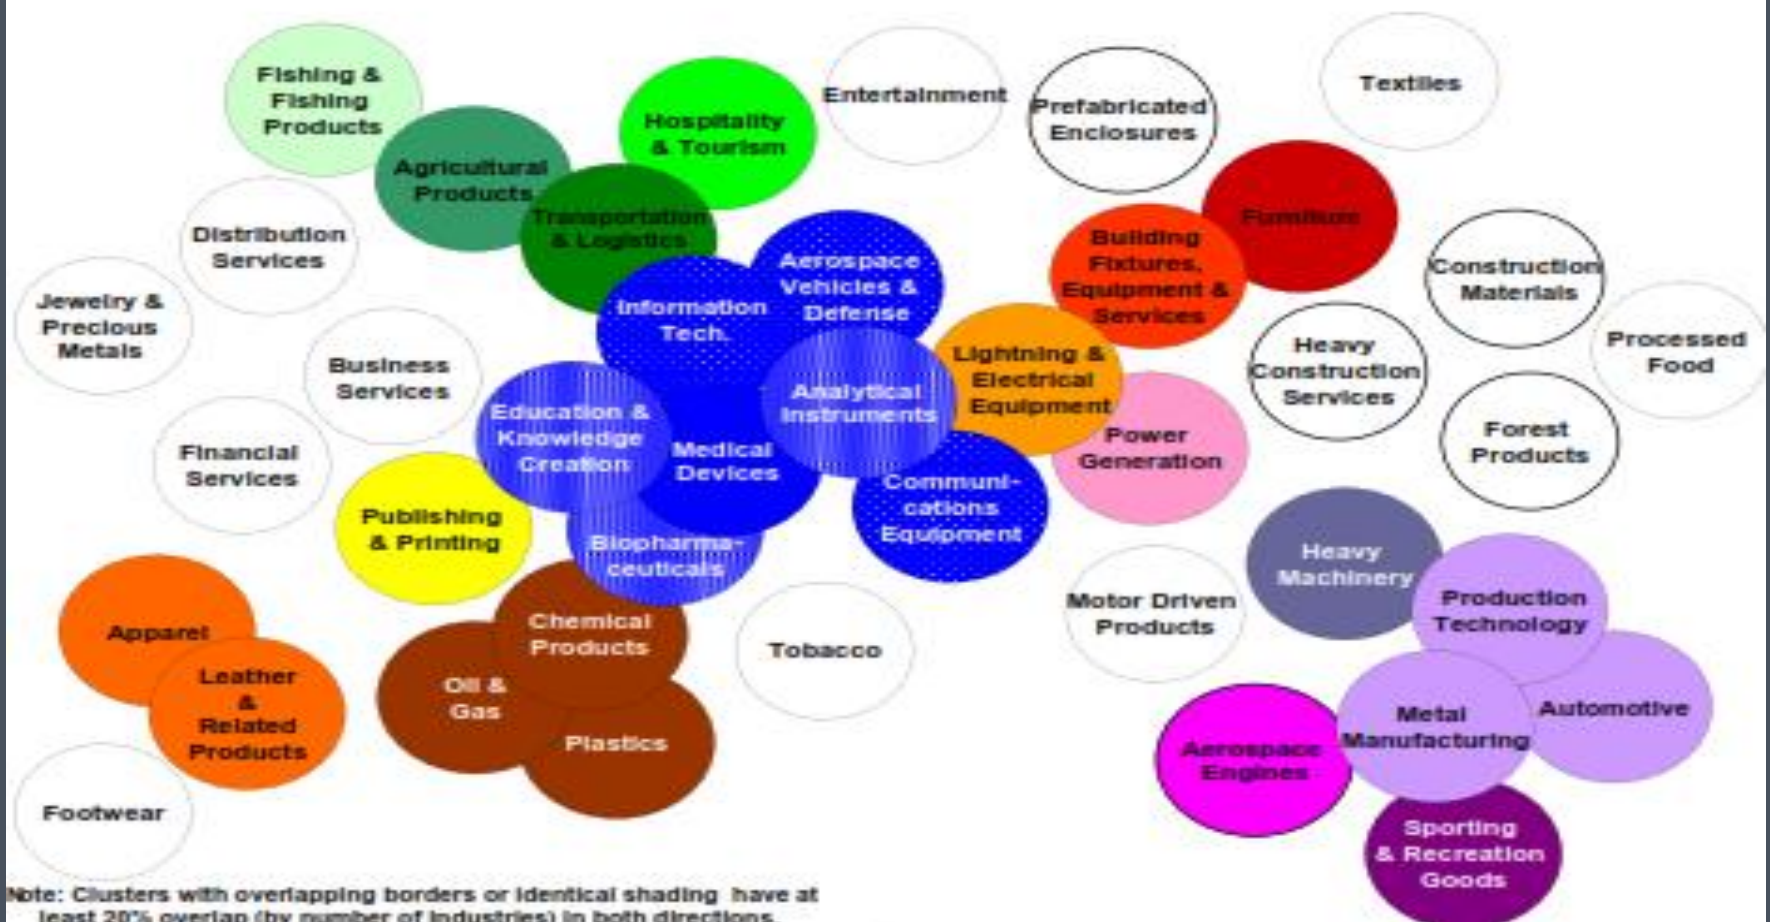 Fishing &
Fishing
Products
Hospitality
& Tourism
Entertainment
Prefabricated
Enclosures
Textiles
Agricultural
Products
Transportation
& Logistics
Furniture
Distribution
Services
Aerospace
Vehicles &
Defense
Building
Fixtures,
Equipment &
Services
Construction
Materials
Jewelry &
Precious
Metals
Information
Tech.
Business
Services
Lightning &
Electrical
Equipment
Heavy
Construction
Services
Processed
Food
Analytical
Instruments
Education &
Knowledge
Creation
Medical
Devices
Power
Generation
Forest
Products
Financial
Services
Publishing
& Printing
Communi-
cations
Equipment
Biopharma-
ceuticals
Heavy
Machinery
Apparel
Chemical
Products
Tobacco
Motor Driven
Products
Production
Technology
Leather
&
Related
Products
Oil &
Gas
Plastics
Aerospace
Engines
Metal
Manufacturing
Automotive
Footwear
Sporting
& Recreation
Goods
Note: Clusters with overlapping borders or identical shading have at
least 20% overlap (by number of industries) in both directions.